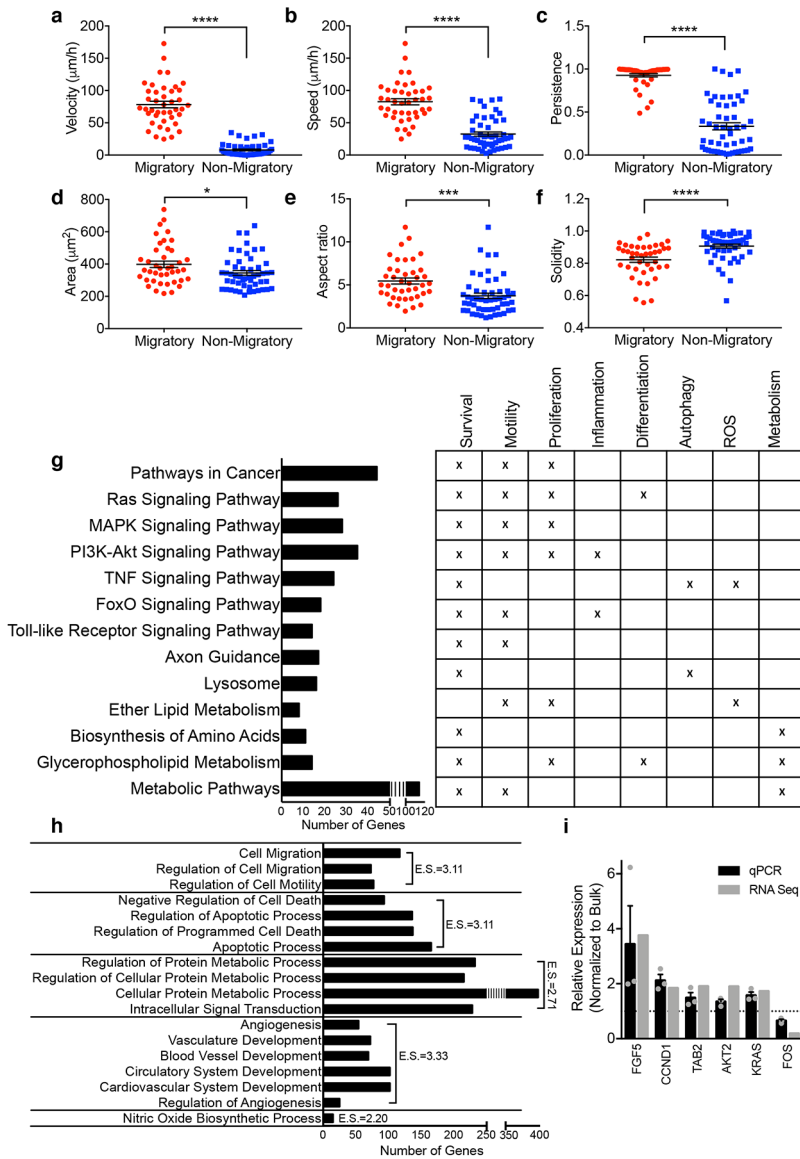 a
****
200
150
100
50
0
Velocity (μm/h)
Migratory
Non-Migratory
b
****
200
150
100
50
0
Speed (μm/h)
Migratory
Non-Migratory
c
****
1.5
1.0
0.5
0.0
Persistence
Migratory
Non-Migratory
d
*
800
600
400
200
0
Area (μm²)
Migratory
Non-Migratory
e
***
15
10
5
0
Aspect ratio
Migratory
Non-Migratory
f
****
1.2
1.0
0.8
0.6
0.4
Solidity
Migratory
Non-Migratory
g
Survival
Motility
Proliferation
Inflammation
Differentiation
Autophagy
ROS
Metabolism
Pathways in Cancer x x x
Ras Signaling Pathway x x x x
MAPK Signaling Pathway x x x
PI3K-Akt Signaling Pathway x x x x
TNF Signaling Pathway x x x
FoxO Signaling Pathway x x x
Toll-like Receptor Signaling Pathway x x
Axon Guidance x x
Lysosome x x x
Ether Lipid Metabolism x x
Biosynthesis of Amino Acids x x x x
Glycerophospholipid Metabolism x x x
Metabolic Pathways
0 10 20 30 40 50 100 120
Number of Genes
h
Cell Migration
Regulation of Cell Migration
Regulation of Cell Motility
E.S.=3.11
Negative Regulation of Cell Death
Regulation of Apoptotic Process
Regulation of Programmed Cell Death
Apoptotic Process
E.S.=3.11
Regulation of Protein Metabolic Process
Regulation of Cellular Protein Metabolic Process
Cellular Protein Metabolic Process
Intracellular Signal Transduction
E.S.=2.71
Angiogenesis
Vasculature Development
Blood Vessel Development
Circulatory System Development
Cardiovascular System Development
Regulation of Angiogenesis
E.S.=3.33
Nitric Oxide Biosynthetic Process
E.S.=2.20
0 50 100 150 200 250 350 400
Number of Genes
i
qPCR
RNA Seq
6
4
2
0
Relative Expression
(Normalized to Bulk)
FGF5
CCND1
TAB2
AKT2
KRAS
FOS